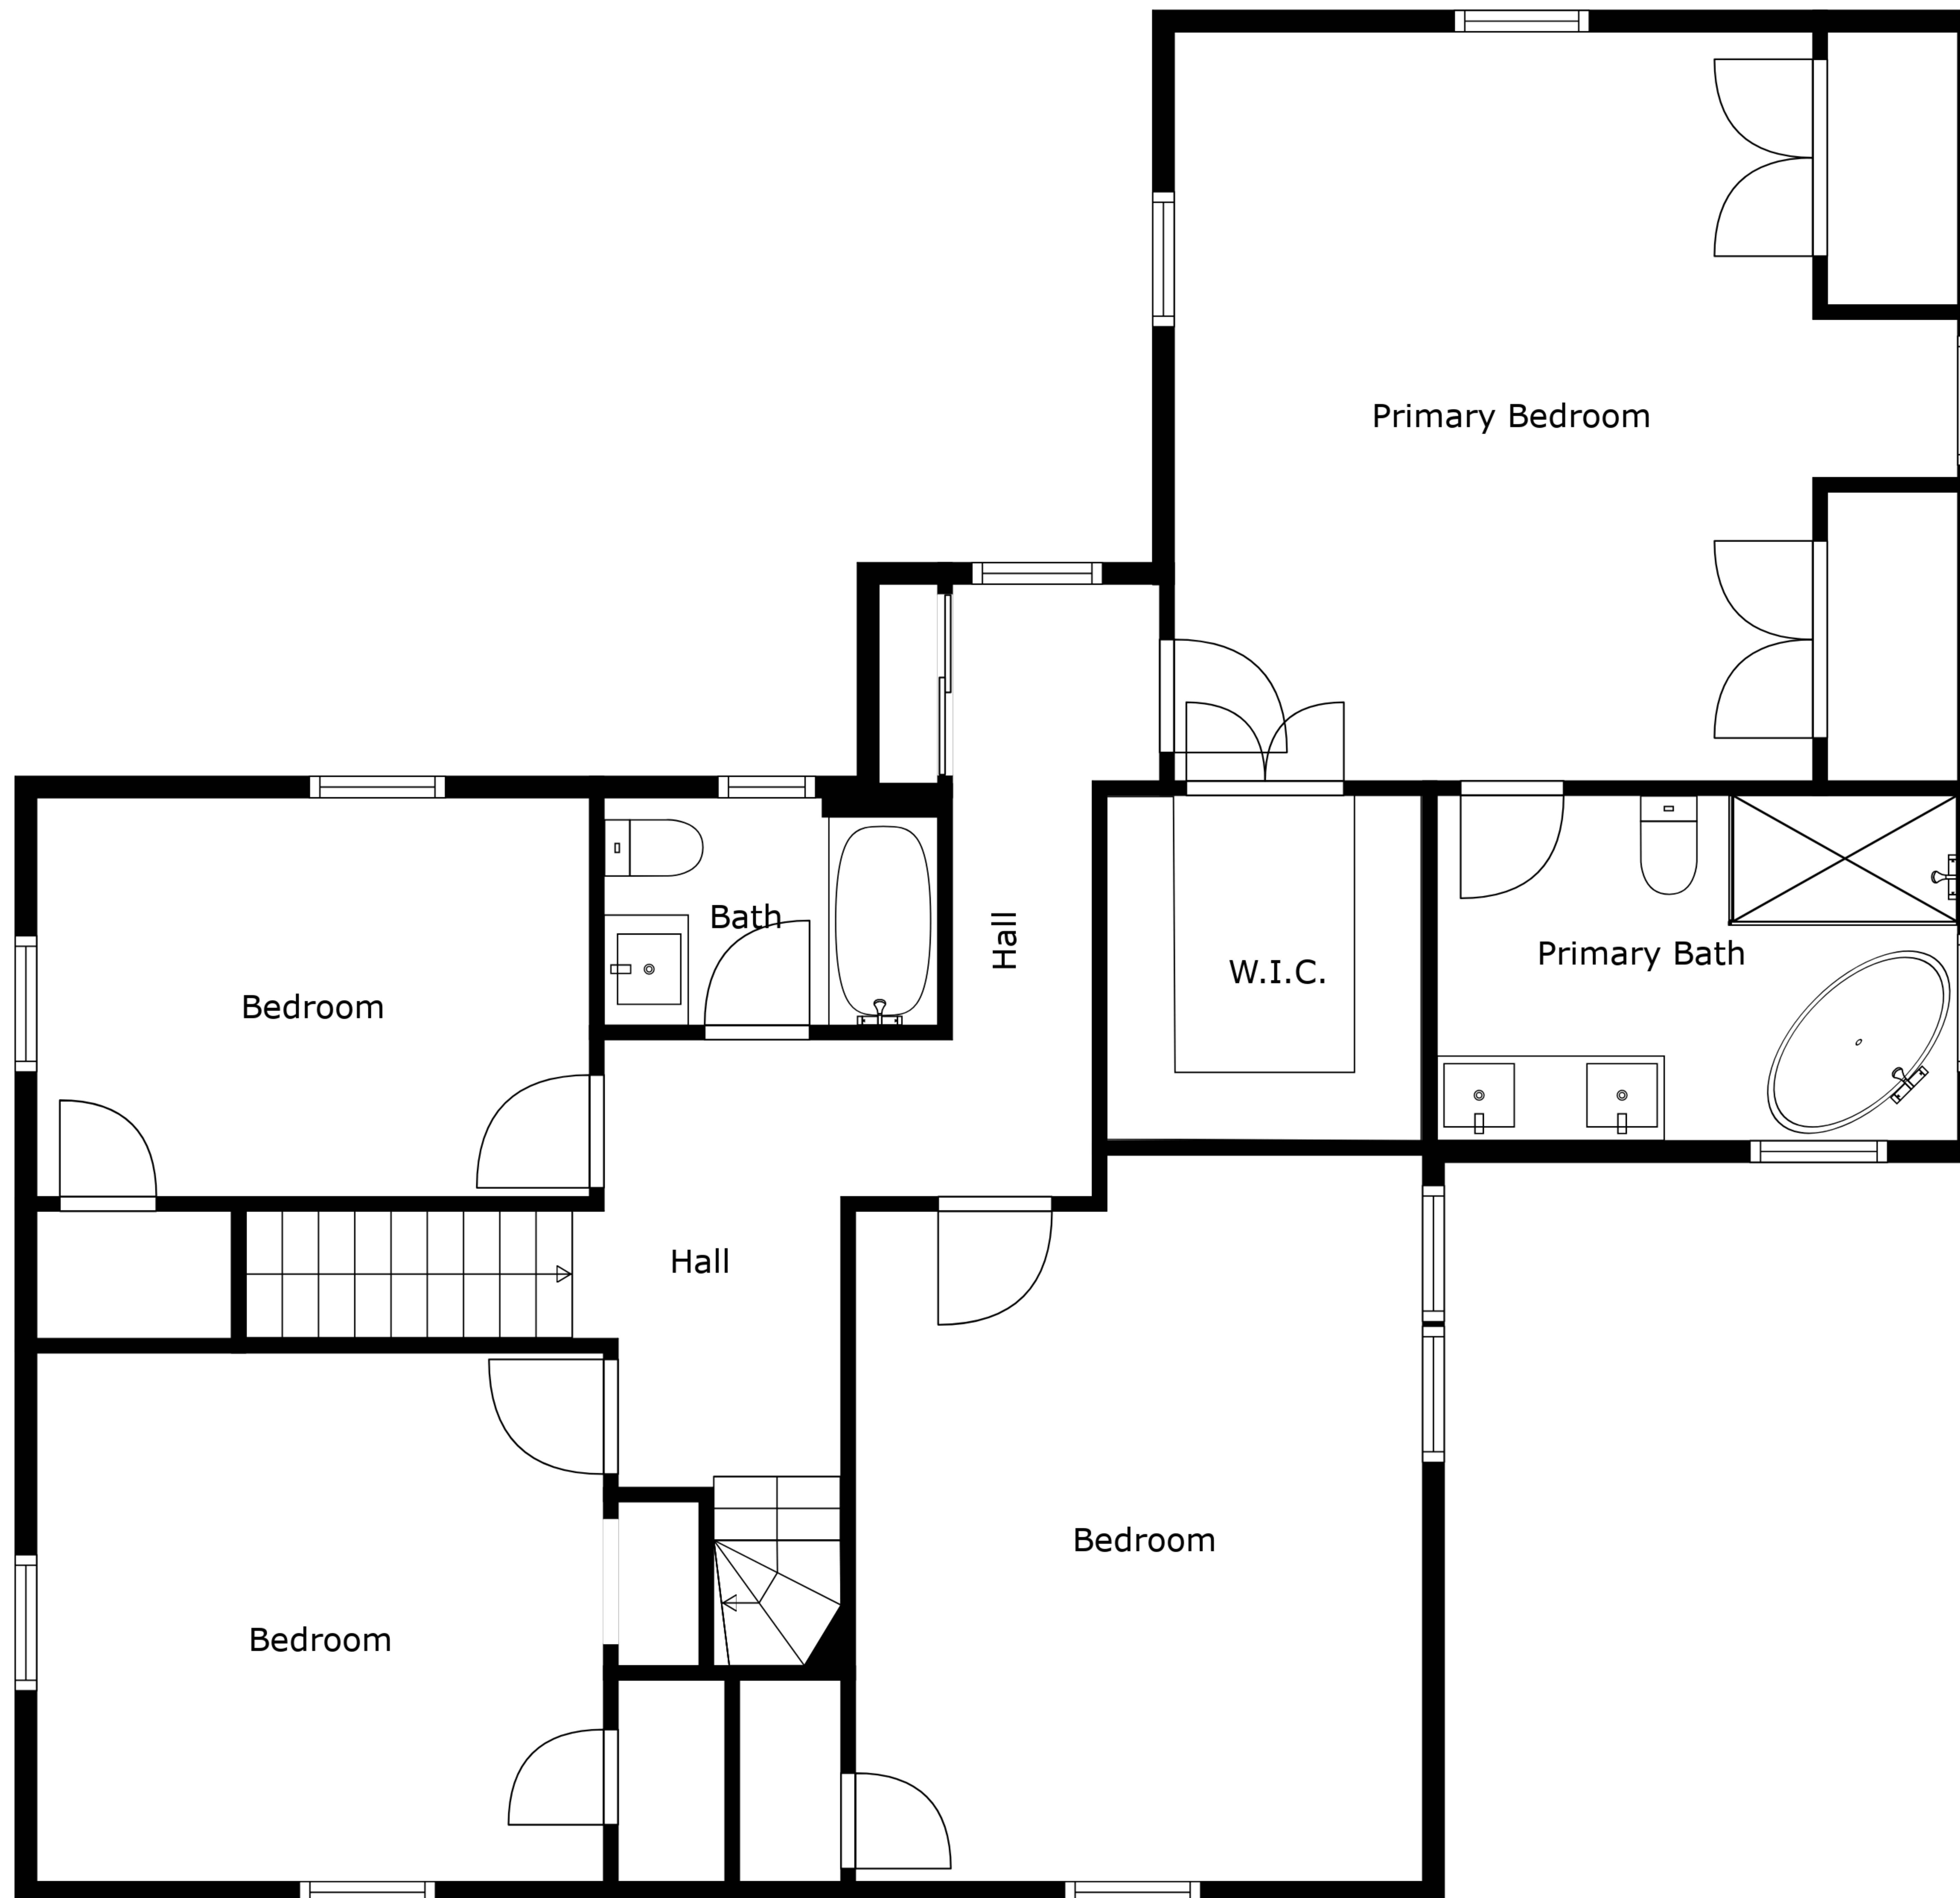 Primary Bedroom
Bath
Hall
Primary Bath
W.I.C.
Bedroom
Hall
Bedroom
Bedroom